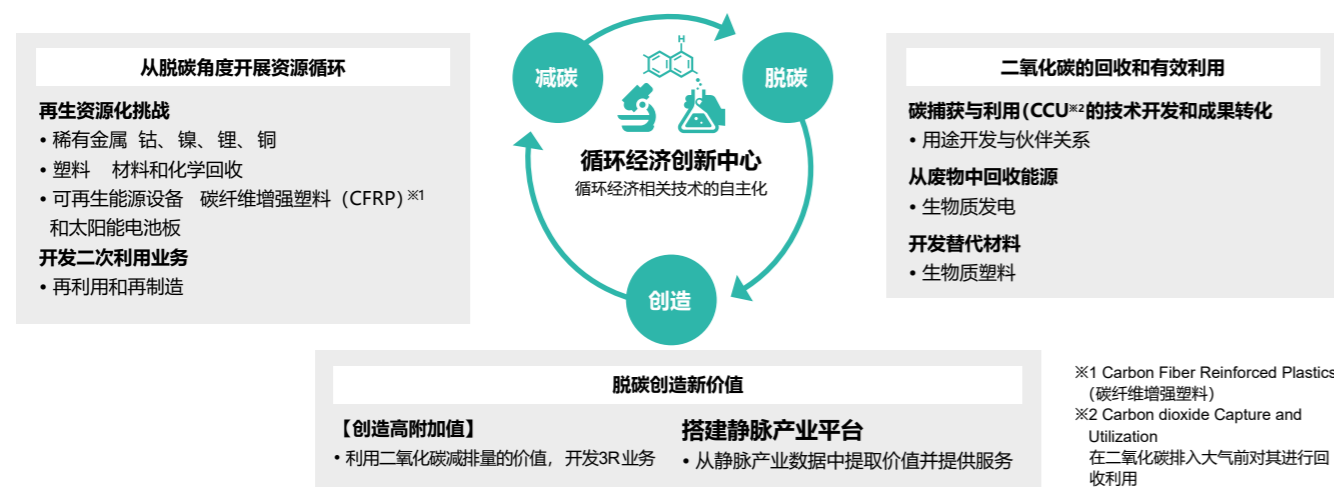 从脱碳角度开展资源循环
再生资源化挑战
• 稀有金属 钴、镍、锂、铜
• 塑料 材料和化学回收
• 可再生能源设备 碳纤维增强塑料（CFRP）※1
和太阳能电池板
开发二次利用业务
• 再利用和再制造
减碳
脱碳
H
循环经济创新中心
循环经济相关技术的自主化
创造
二氧化碳的回收和有效利用
碳捕获与利用(CCU※2的技术开发和成果转化
• 用途开发与伙伴关系
从废物中回收能源
• 生物质发电
开发替代材料
• 生物质塑料
脱碳创造新价值
【创造高附加值】
• 利用二氧化碳减排量的价值，开发3R业务
搭建静脉产业平台
• 从静脉产业数据中提取价值并提供服务
※1 Carbon Fiber Reinforced Plastics
（碳纤维增强塑料）
※2 Carbon dioxide Capture and
Utilization
在二氧化碳排入大气前对其进行回
收利用